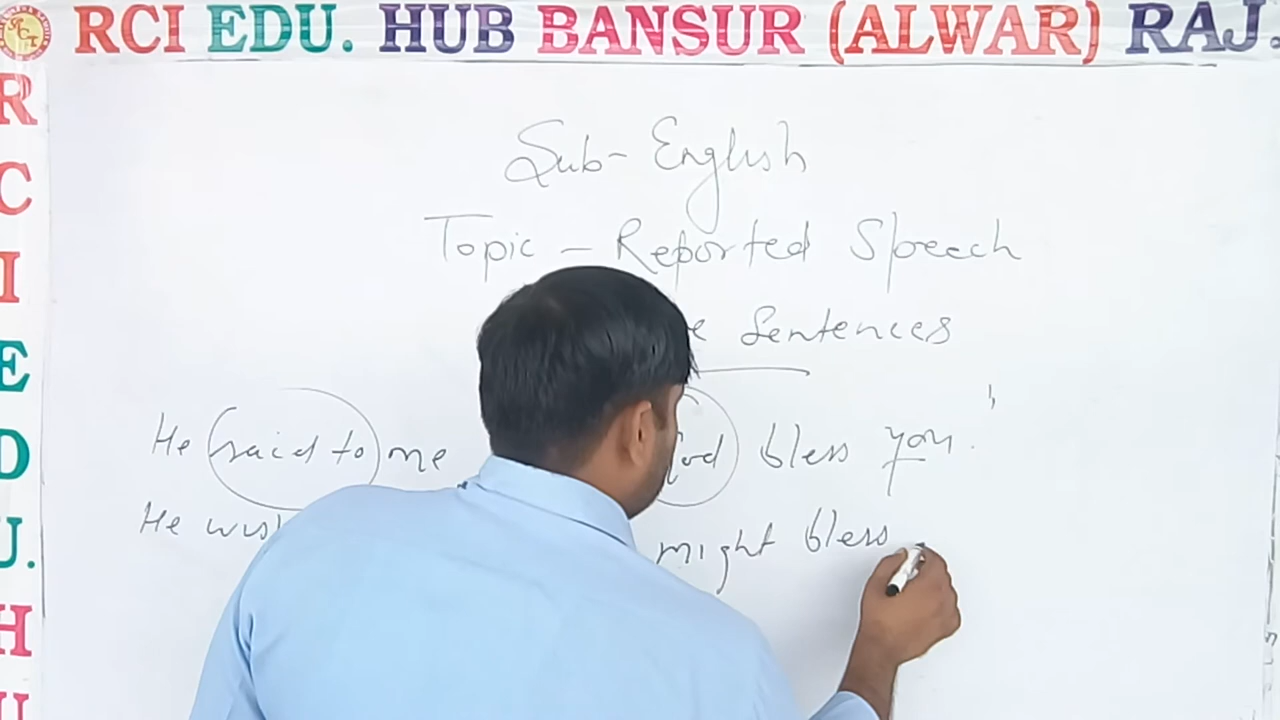 RCI EDU. HUB BANSUR (ALWAR) RAJ.
R
C
I
E
D
U.
H
U
Sub- English
Topic – Reported Speech
Sentences
He said to me God bless you.'
He might bless